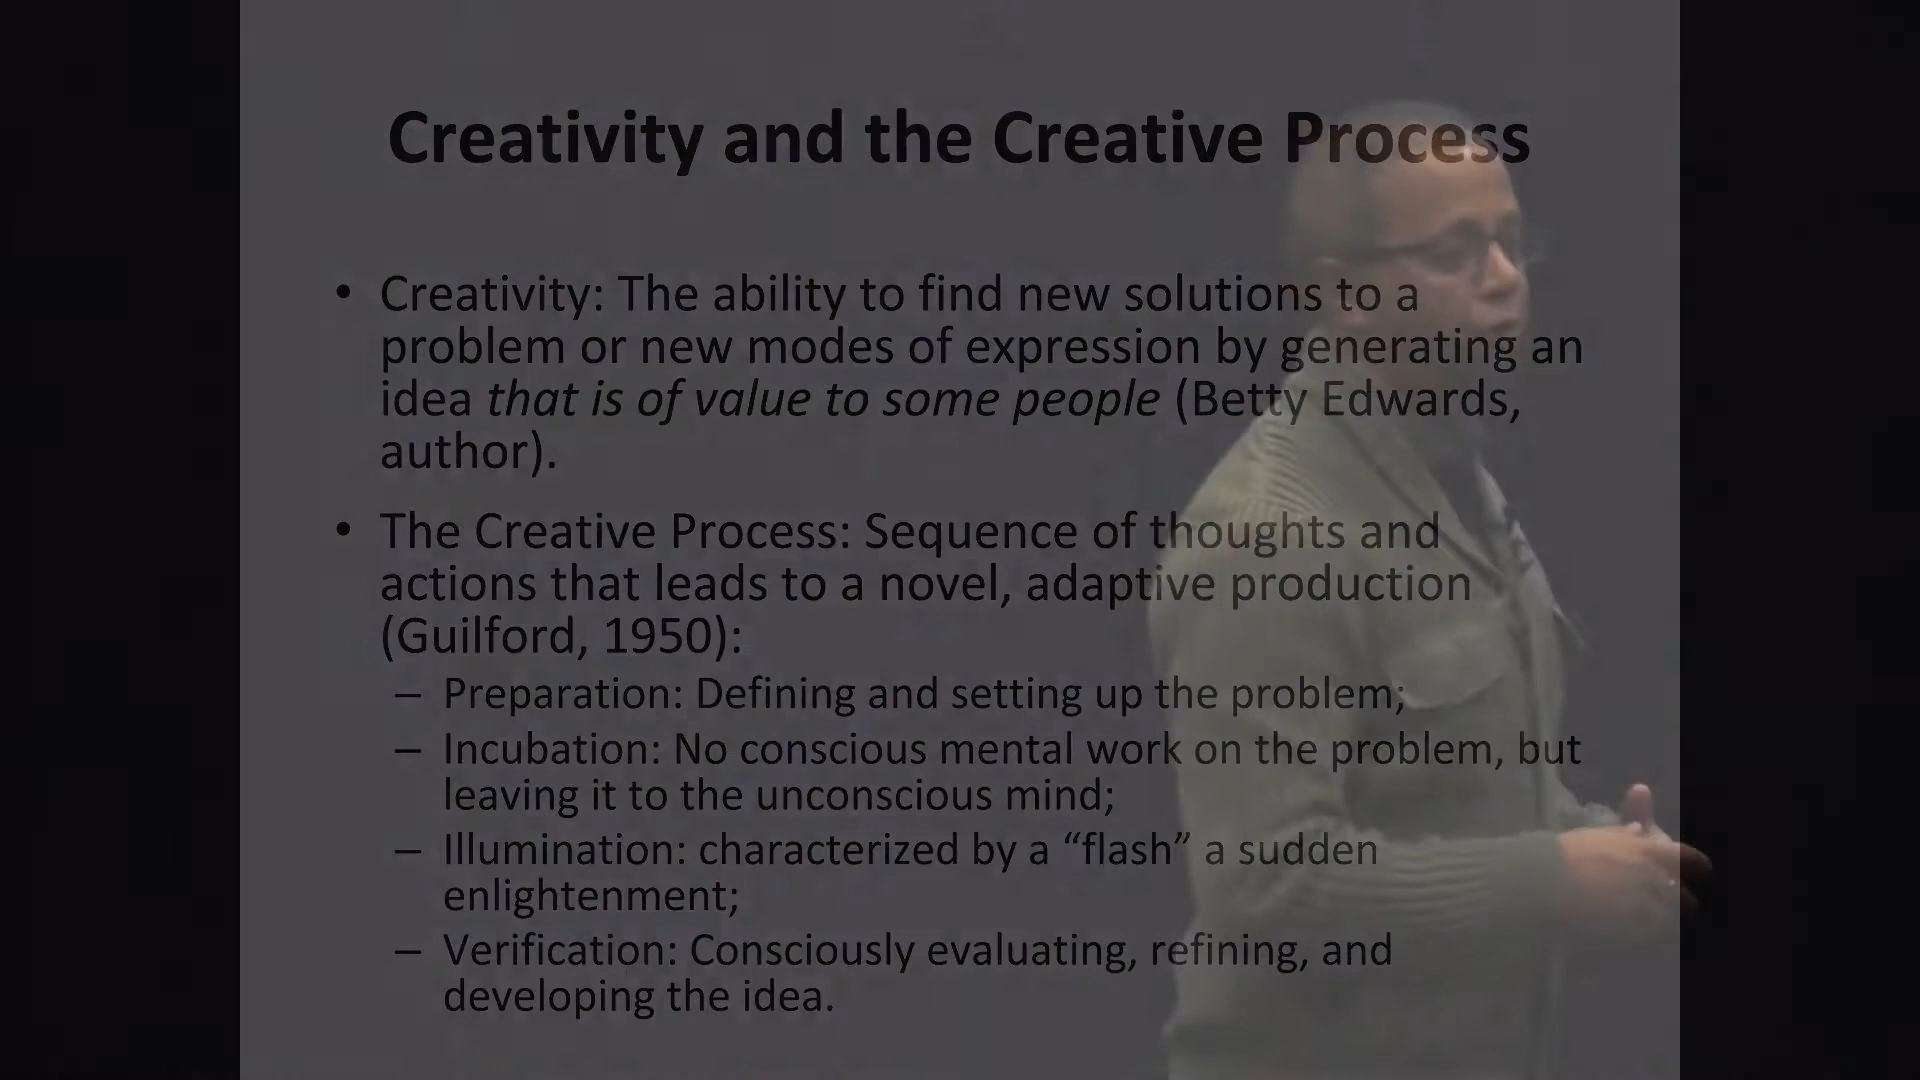 Creativity and the Creative Process
• Creativity: The ability to find new solutions to a
problem or new modes of expression by generating an
idea that is of value to some people (Betty Edwards,
author).
• The Creative Process: Sequence of thoughts and
actions that leads to a novel, adaptive production
(Guilford, 1950):
– Preparation: Defining and setting up the problem;
– Incubation: No conscious mental work on the problem, but
leaving it to the unconscious mind;
– Illumination: characterized by a “flash” a sudden
enlightenment;
– Verification: Consciously evaluating, refining, and
developing the idea.